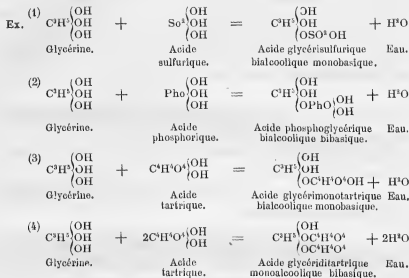 (1) OH OH OH
Ex. C³H⁵ OH + So² = C³H⁵ OH + H²O
OH OH OSO²OH
Glycérine. Acide Acide glycérisulfurique Eau.
sulfurique. bialcoolique monobasique.
(2) OH OH OH
C³H⁵ OH + Pho OH = C³H⁵ OH OH + H²O
OH OH OPhO OH
Glycérine. Acide Acide phosphoglycérique Eau.
phosphorique. bialcoolique bibasique.
(3) OH OH
C³H⁵ OH + C⁴H⁴O⁴ OH = C³H⁵ OH
OH OH OC⁴H⁴O⁴OH + H²O
Glycérine. Acide Acide glycérimonotartrique Eau.
tartrique. bialcoolique monobasique.
(4) OH OH
C³H⁵ OH + 2C⁴H⁴O⁴ OH = C³H⁵ OC⁴H⁴O⁴ + 2H²O
OH OH OC⁴H⁴O⁴
Glycérine. Acide Acide glycériditartrique Eau.
tartrique. monoalcoolique bibasique.